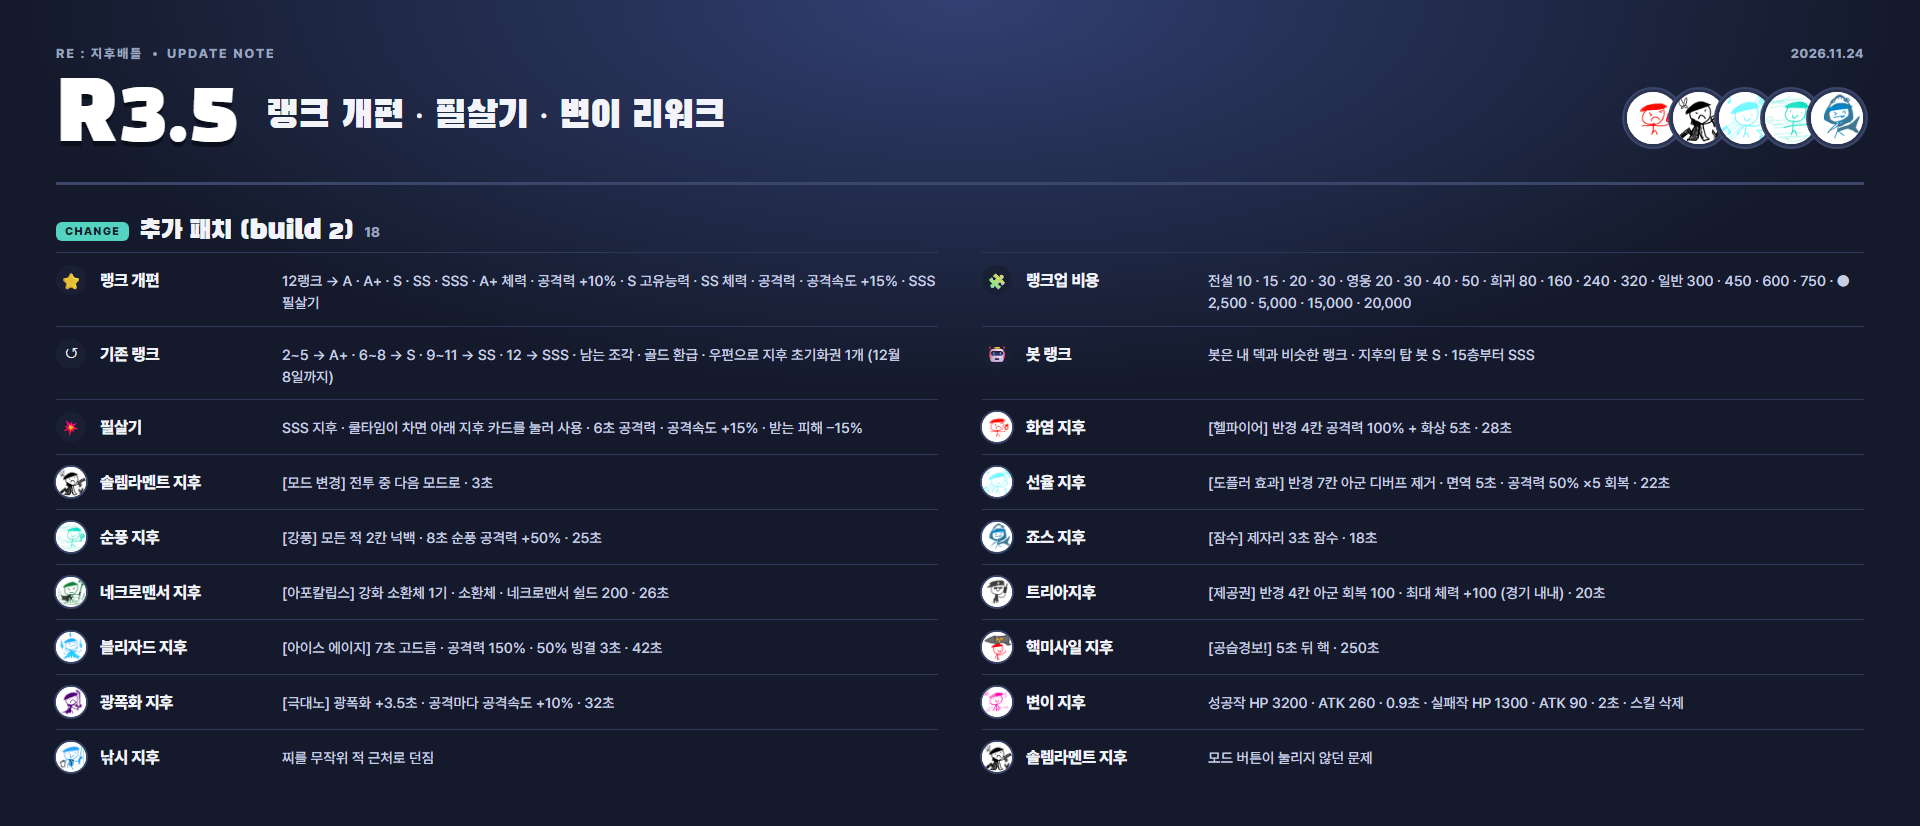 RE : 지후배틀 • UPDATE NOTE
2026.11.24
R3.5 랭크 개편 · 필살기 · 변이 리워크
CHANGE 추가 패치 (build 2) 18
랭크 개편
12랭크 → A · A+ · S · SS · SSS · A+ 체력 · 공격력 +10% · S 고유능력 · SS 체력 · 공격력 · 공격속도 +15% · SSS
필살기
랭크업 비용
전설 10 · 15 · 20 · 30 · 영웅 20 · 30 · 40 · 50 · 희귀 80 · 160 · 240 · 320 · 일반 300 · 450 · 600 · 750 · ●
2,500 · 5,000 · 15,000 · 20,000
기존 랭크
2~5 → A+ · 6~8 → S · 9~11 → SS · 12 → SSS · 남는 조각 · 골드 환급 · 우편으로 지후 초기화권 1개 (12월
8일까지)
봇 랭크
봇은 내 덱과 비슷한 랭크 · 지후의 탑 봇 S · 15층부터 SSS
필살기
SSS 지후 · 쿨타임이 차면 아래 지후 카드를 눌러 사용 · 6초 공격력 · 공격속도 +15% · 받는 피해 −15%
화염 지후
[헬파이어] 반경 4칸 공격력 100% + 화상 5초 · 28초
솔렘라멘트 지후
[모드 변경] 전투 중 다음 모드로 · 3초
선율 지후
[도플러 효과] 반경 7칸 아군 디버프 제거 · 면역 5초 · 공격력 50% ×5 회복 · 22초
순풍 지후
[강풍] 모든 적 2칸 넉백 · 8초 순풍 공격력 +50% · 25초
죠스 지후
[잠수] 제자리 3초 잠수 · 18초
네크로맨서 지후
[아포칼립스] 강화 소환체 1기 · 소환체 · 네크로맨서 쉴드 200 · 26초
트리아지후
[제공권] 반경 4칸 아군 회복 100 · 최대 체력 +100 (경기 내내) · 20초
블리자드 지후
[아이스 에이지] 7초 고드름 · 공격력 150% · 50% 빙결 3초 · 42초
핵미사일 지후
[공습경보!] 5초 뒤 핵 · 250초
광폭화 지후
[극대노] 광폭화 +3.5초 · 공격마다 공격속도 +10% · 32초
변이 지후
성공작 HP 3200 · ATK 260 · 0.9초 · 실패작 HP 1300 · ATK 90 · 2초 · 스킬 삭제
낚시 지후
찌를 무작위 적 근처로 던짐
솔렘라멘트 지후
모드 버튼이 눌리지 않던 문제